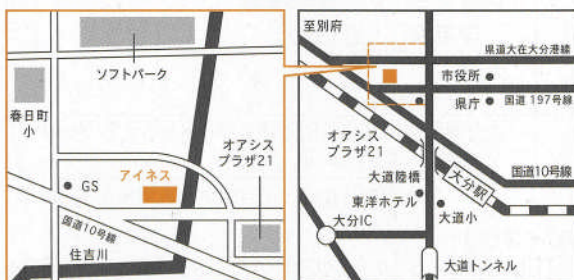 ソフトパーク
春日町
小
オアシス
プラザ21
アイネス
GS
国道10号線
住吉川
至別府
県道大在大分港線
市役所
県庁
国道197号線
オアシス
プラザ21
国道10号線
大道陸橋
大分駅
東洋ホテル
大道小
大分IC
大道トンネル